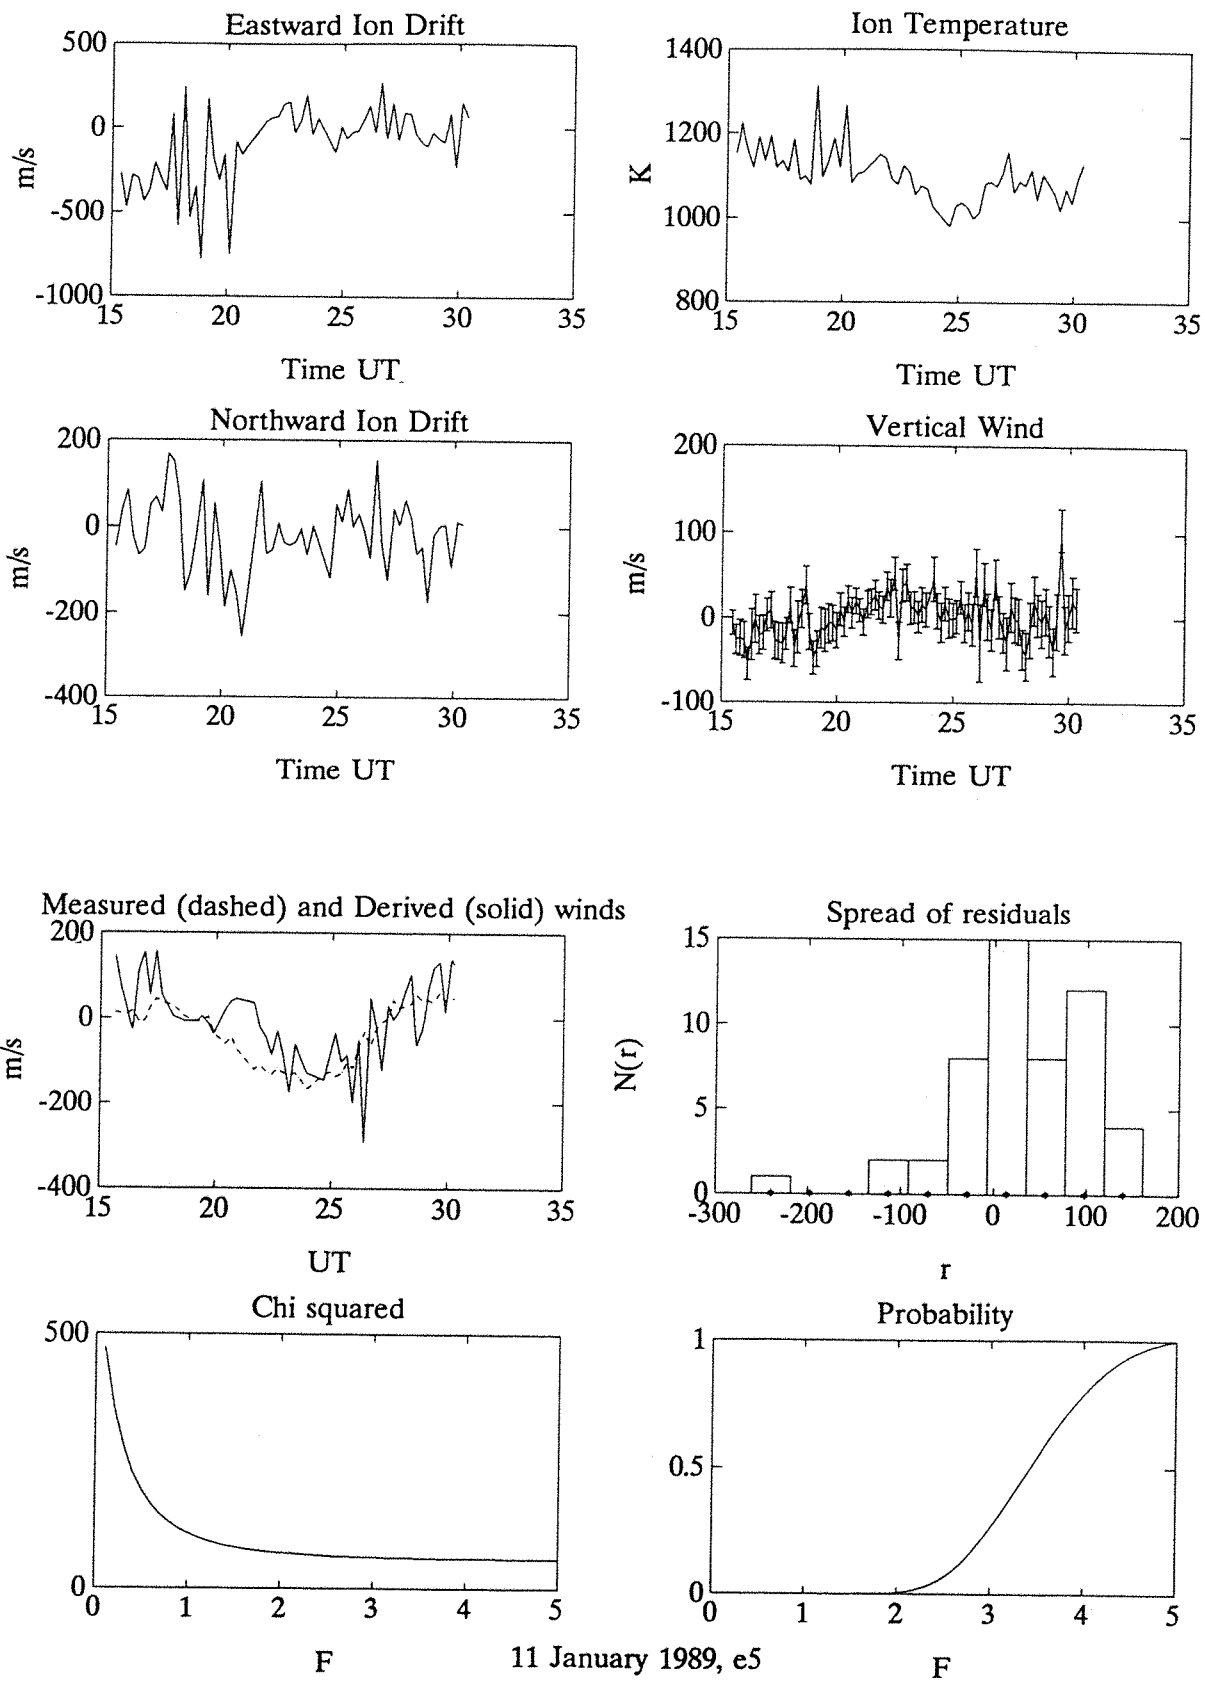 Eastward Ion Drift
500
0
-500
-1000
m/s
15 20 25 30 35
Time UT
Ion Temperature
1400
1200
1000
800
K
15 20 25 30 35
Time UT
Northward Ion Drift
200
0
-200
-400
m/s
15 20 25 30 35
Time UT
Vertical Wind
200
100
0
-100
m/s
15 20 25 30 35
Time UT
Measured (dashed) and Derived (solid) winds
200
0
-200
-400
m/s
15 20 25 30 35
UT
Spread of residuals
15
10
5
0
N(r)
-300 -200 -100 0 100 200
r
Chi squared
500
0
0 1 2 3 4 5
F
Probability
1
0.5
0
0 1 2 3 4 5
F
11 January 1989, e5